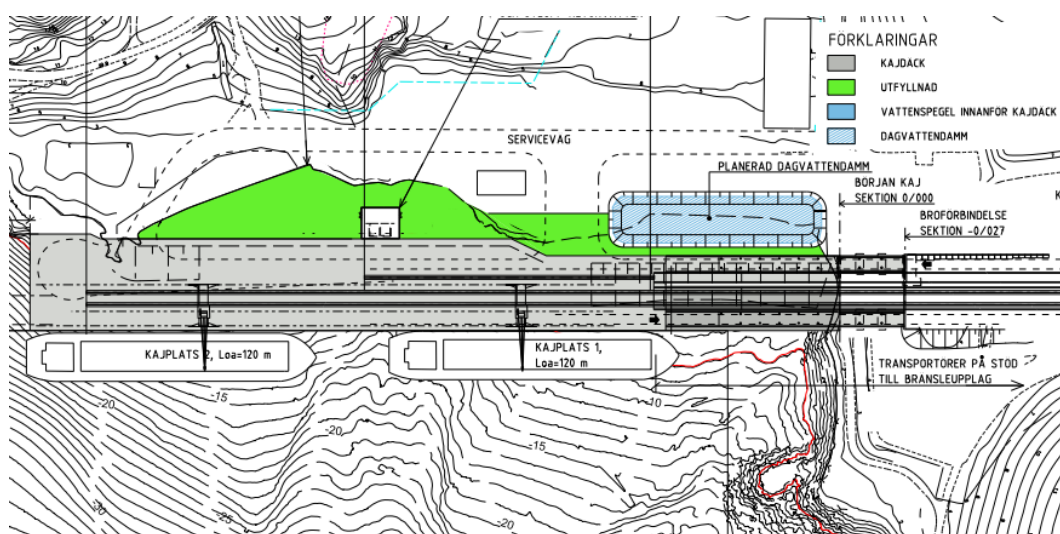 FÖRKLARINGAR
KAJDÄCK
UTFYLLNAD
VATTENSPEGEL INNANFÖR KAJDÄCK
DAGVATTENDAMM
SERVICEVÄG
PLANERAD DAGVATTENDAMM
BÖRJAN KAJ
SEKTION 0/000
BROFÖRBINDELSE
SEKTION -0/027
KAJPLATS 2, Loa=120 m
KAJPLATS 1,
Loa=120 m
TRANSPORTÖRER PÅ STÖD
TILL BRÄNSLEUPPLAG
-20
-15
-10
-20
-15
-30
-25
-20